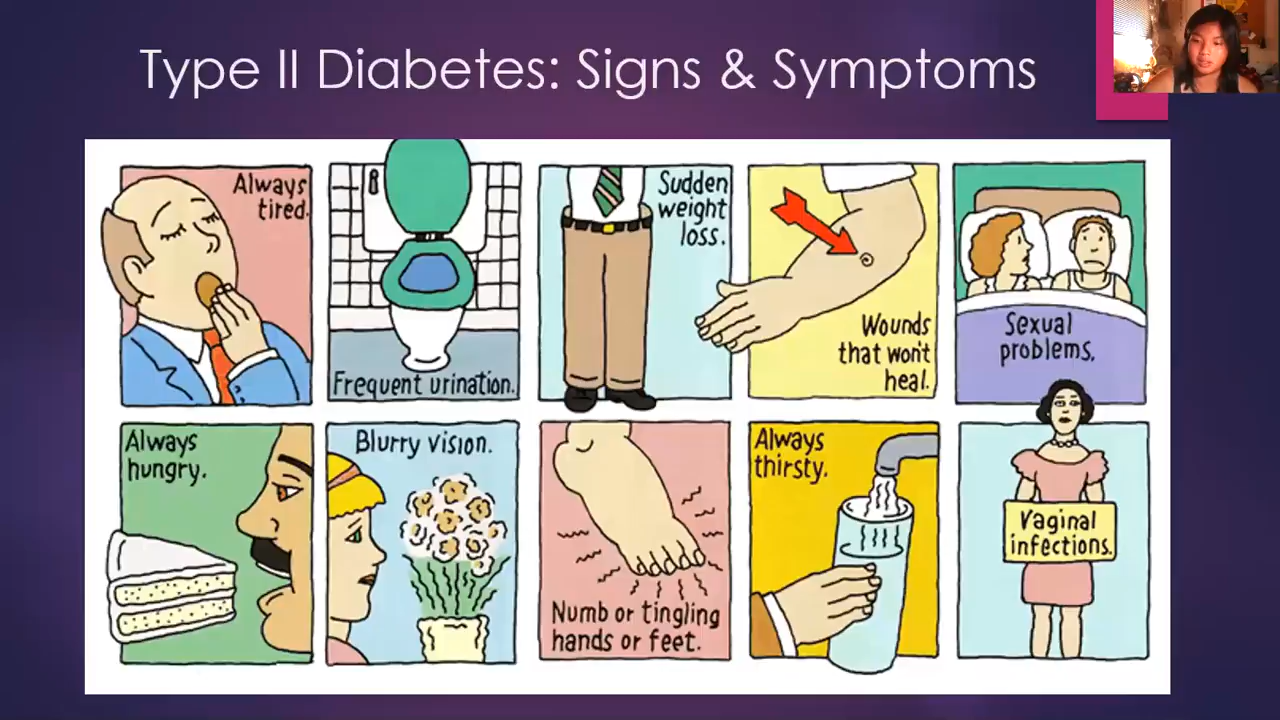 Type II Diabetes: Signs & Symptoms
Always
tired.
Frequent urination.
Sudden
weight
loss.
Wounds
that won't
heal.
Sexual
problems.
Always
hungry.
Blurry vision.
Numb or tingling
hands or feet.
Always
thirsty.
Vaginal
infections.